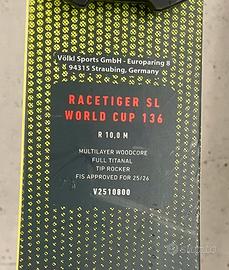 Völkl Sports GmbH - Europaring 8
94315 Straubing, Germany
RACETIGER SL
WORLD CUP 136
R 10,0 M
MULTILAYER WOODCORE
FULL TITANAL
TIP ROCKER
FIS APPROVED FOR 25/26
V2510800
subito